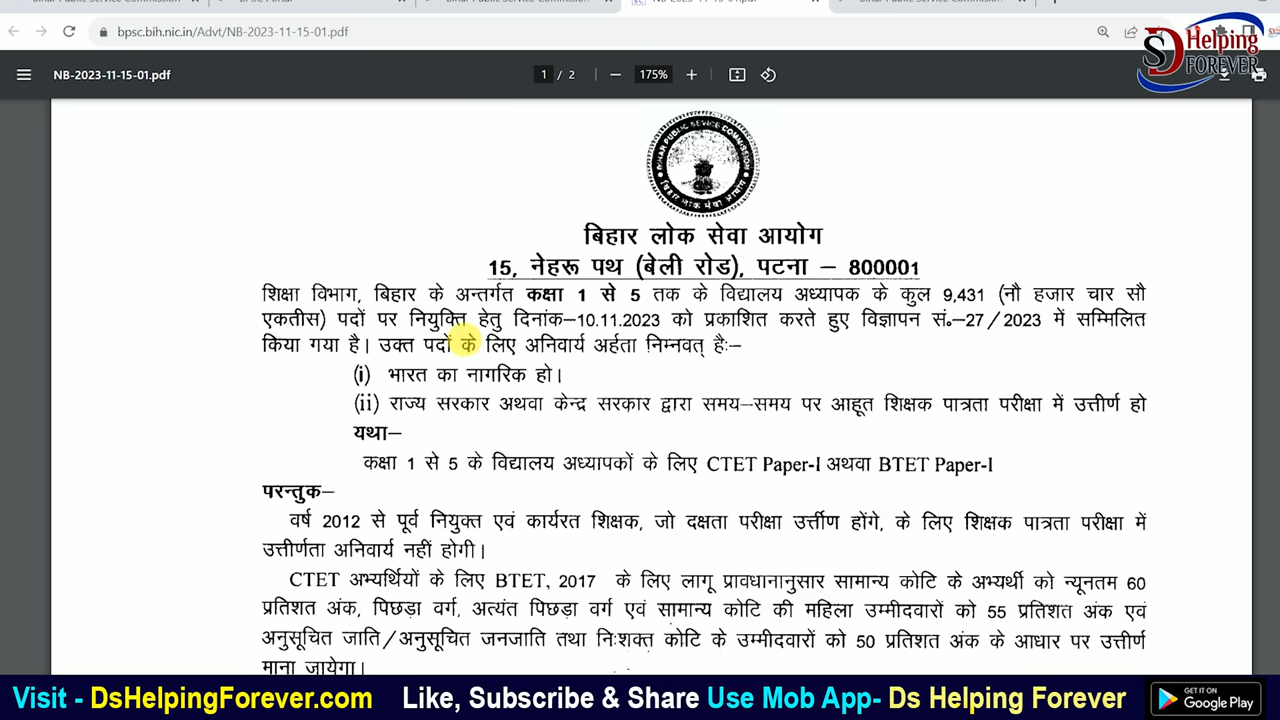 bpsc.bih.nic.in/Advt/NB-2023-11-15-01.pdf
SD Helping FOREVER
NB-2023-11-15-01.pdf 1 / 2 175%
BIHAR PUBLIC SERVICE COMMISSION
बिहार लोक सेवा आयोग
बिहार लोक सेवा आयोग
15, नेहरू पथ (बेली रोड), पटना – 800001
शिक्षा विभाग, बिहार के अन्तर्गत कक्षा 1 से 5 तक के विद्यालय अध्यापक के कुल 9,431 (नौ हजार चार सौ
एकतीस) पदों पर नियुक्ति हेतु दिनांक–10.11.2023 को प्रकाशित करते हुए विज्ञापन सं.–27/2023 में सम्मिलित
किया गया है। उक्त पदों के लिए अनिवार्य अर्हता निम्नवत् है:–
(i) भारत का नागरिक हो।
(ii) राज्य सरकार अथवा केन्द्र सरकार द्वारा समय–समय पर आहूत शिक्षक पात्रता परीक्षा में उत्तीर्ण हो
यथा–
कक्षा 1 से 5 के विद्यालय अध्यापकों के लिए CTET Paper-I अथवा BTET Paper-I
परन्तुक–
वर्ष 2012 से पूर्व नियुक्त एवं कार्यरत शिक्षक, जो दक्षता परीक्षा उर्त्तीण होंगे, के लिए शिक्षक पात्रता परीक्षा में
उत्तीर्णता अनिवार्य नहीं होगी।
CTET अभ्यर्थियों के लिए BTET, 2017 के लिए लागू प्रावधानानुसार सामान्य कोटि के अभ्यर्थी को न्यूनतम 60
प्रतिशत अंक, पिछड़ा वर्ग, अत्यंत पिछड़ा वर्ग एवं सामान्य कोटि की महिला उम्मीदवारों को 55 प्रतिशत अंक एवं
अनुसूचित जाति/अनुसूचित जनजाति तथा निःशक्त कोटि के उम्मीदवारों को 50 प्रतिशत अंक के आधार पर उत्तीर्ण
माना जायेगा।
Visit - DsHelpingForever.com Like, Subscribe & Share Use Mob App- Ds Helping Forever GET IT ON Google Play